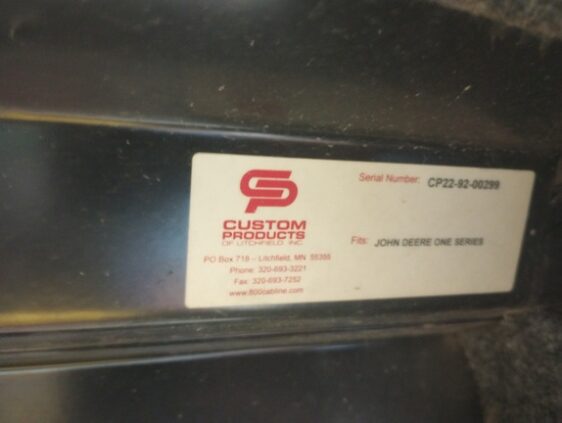 CP
CUSTOM
PRODUCTS
OF LITCHFIELD, INC.
PO Box 718 – Litchfield, MN 55355
Phone: 320-693-3221
Fax: 320-693-7252
www.800cabline.com
Serial Number: CP22-92-00299
Fits: JOHN DEERE ONE SERIES